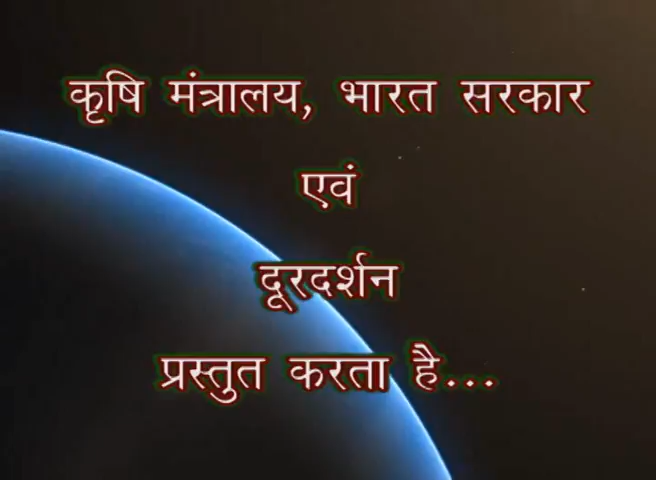 कृषि मंत्रालय, भारत सरकार
एवं
दूरदर्शन
प्रस्तुत करता है...